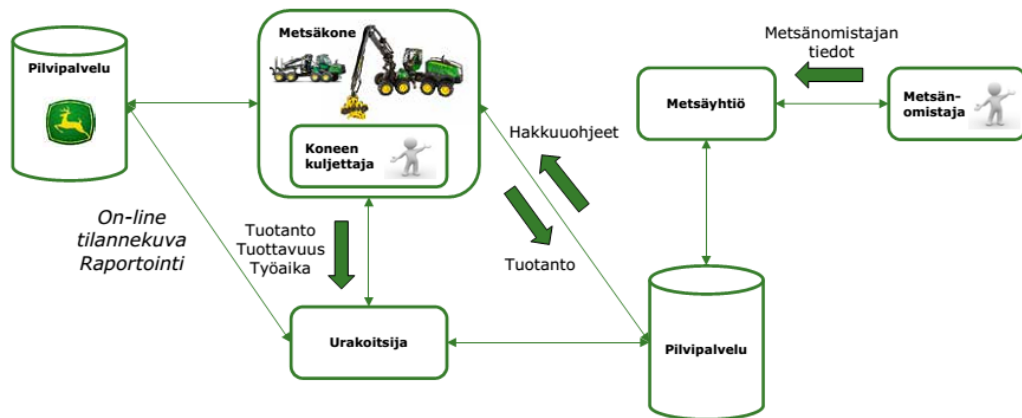 Pilvipalvelu
Metsäkone
Koneen
kuljettaja
Metsänomistajan
tiedot
Metsäyhtiö
Metsän-
omistaja
Hakkuuohjeet
On-line
tilannekuva
Raportointi
Tuotanto
Tuottavuus
Työaika
Tuotanto
Urakoitsija
Pilvipalvelu